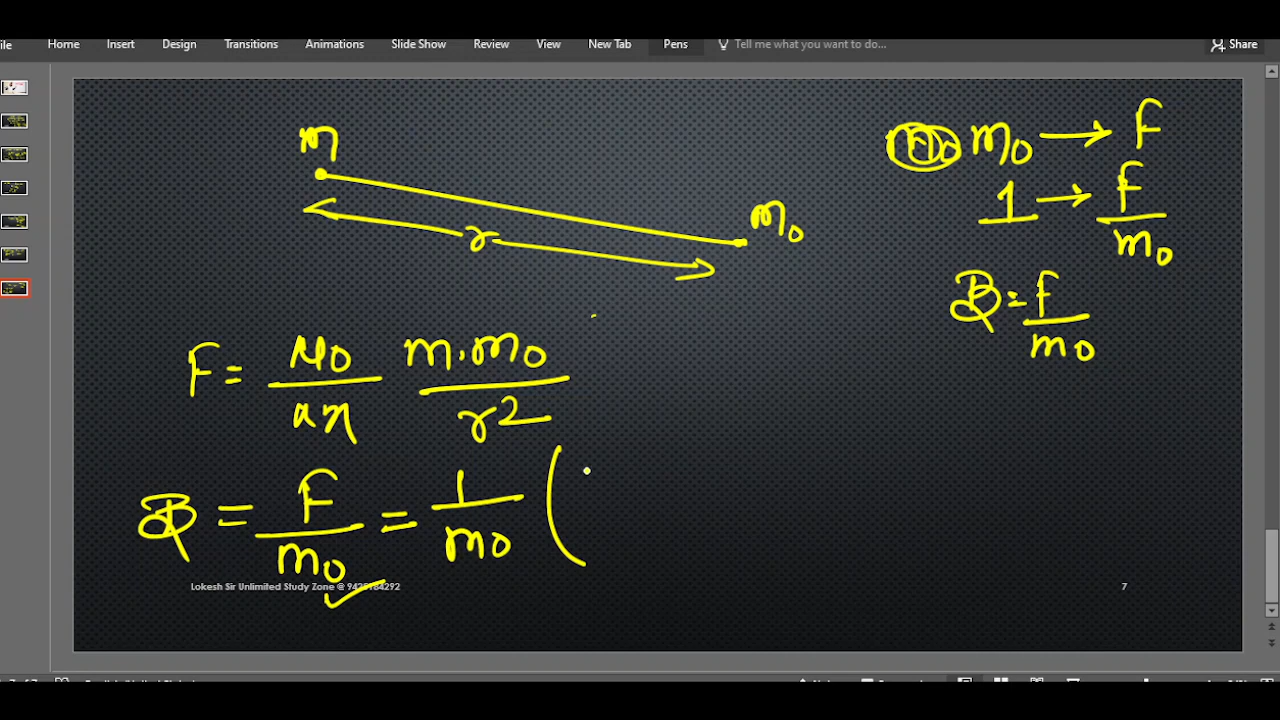 File Home Insert Design Transitions Animations Slide Show Review View New Tab Pens Tell me what you want to do... Share
m
m₀
r
m₀ → F
1 → F/m₀
B = F/m₀
F = μ₀/4π m.m₀/r²
B = F/m₀ = 1/m₀ (
Lokesh Sir Unlimited Study Zone @ 9425184292
7